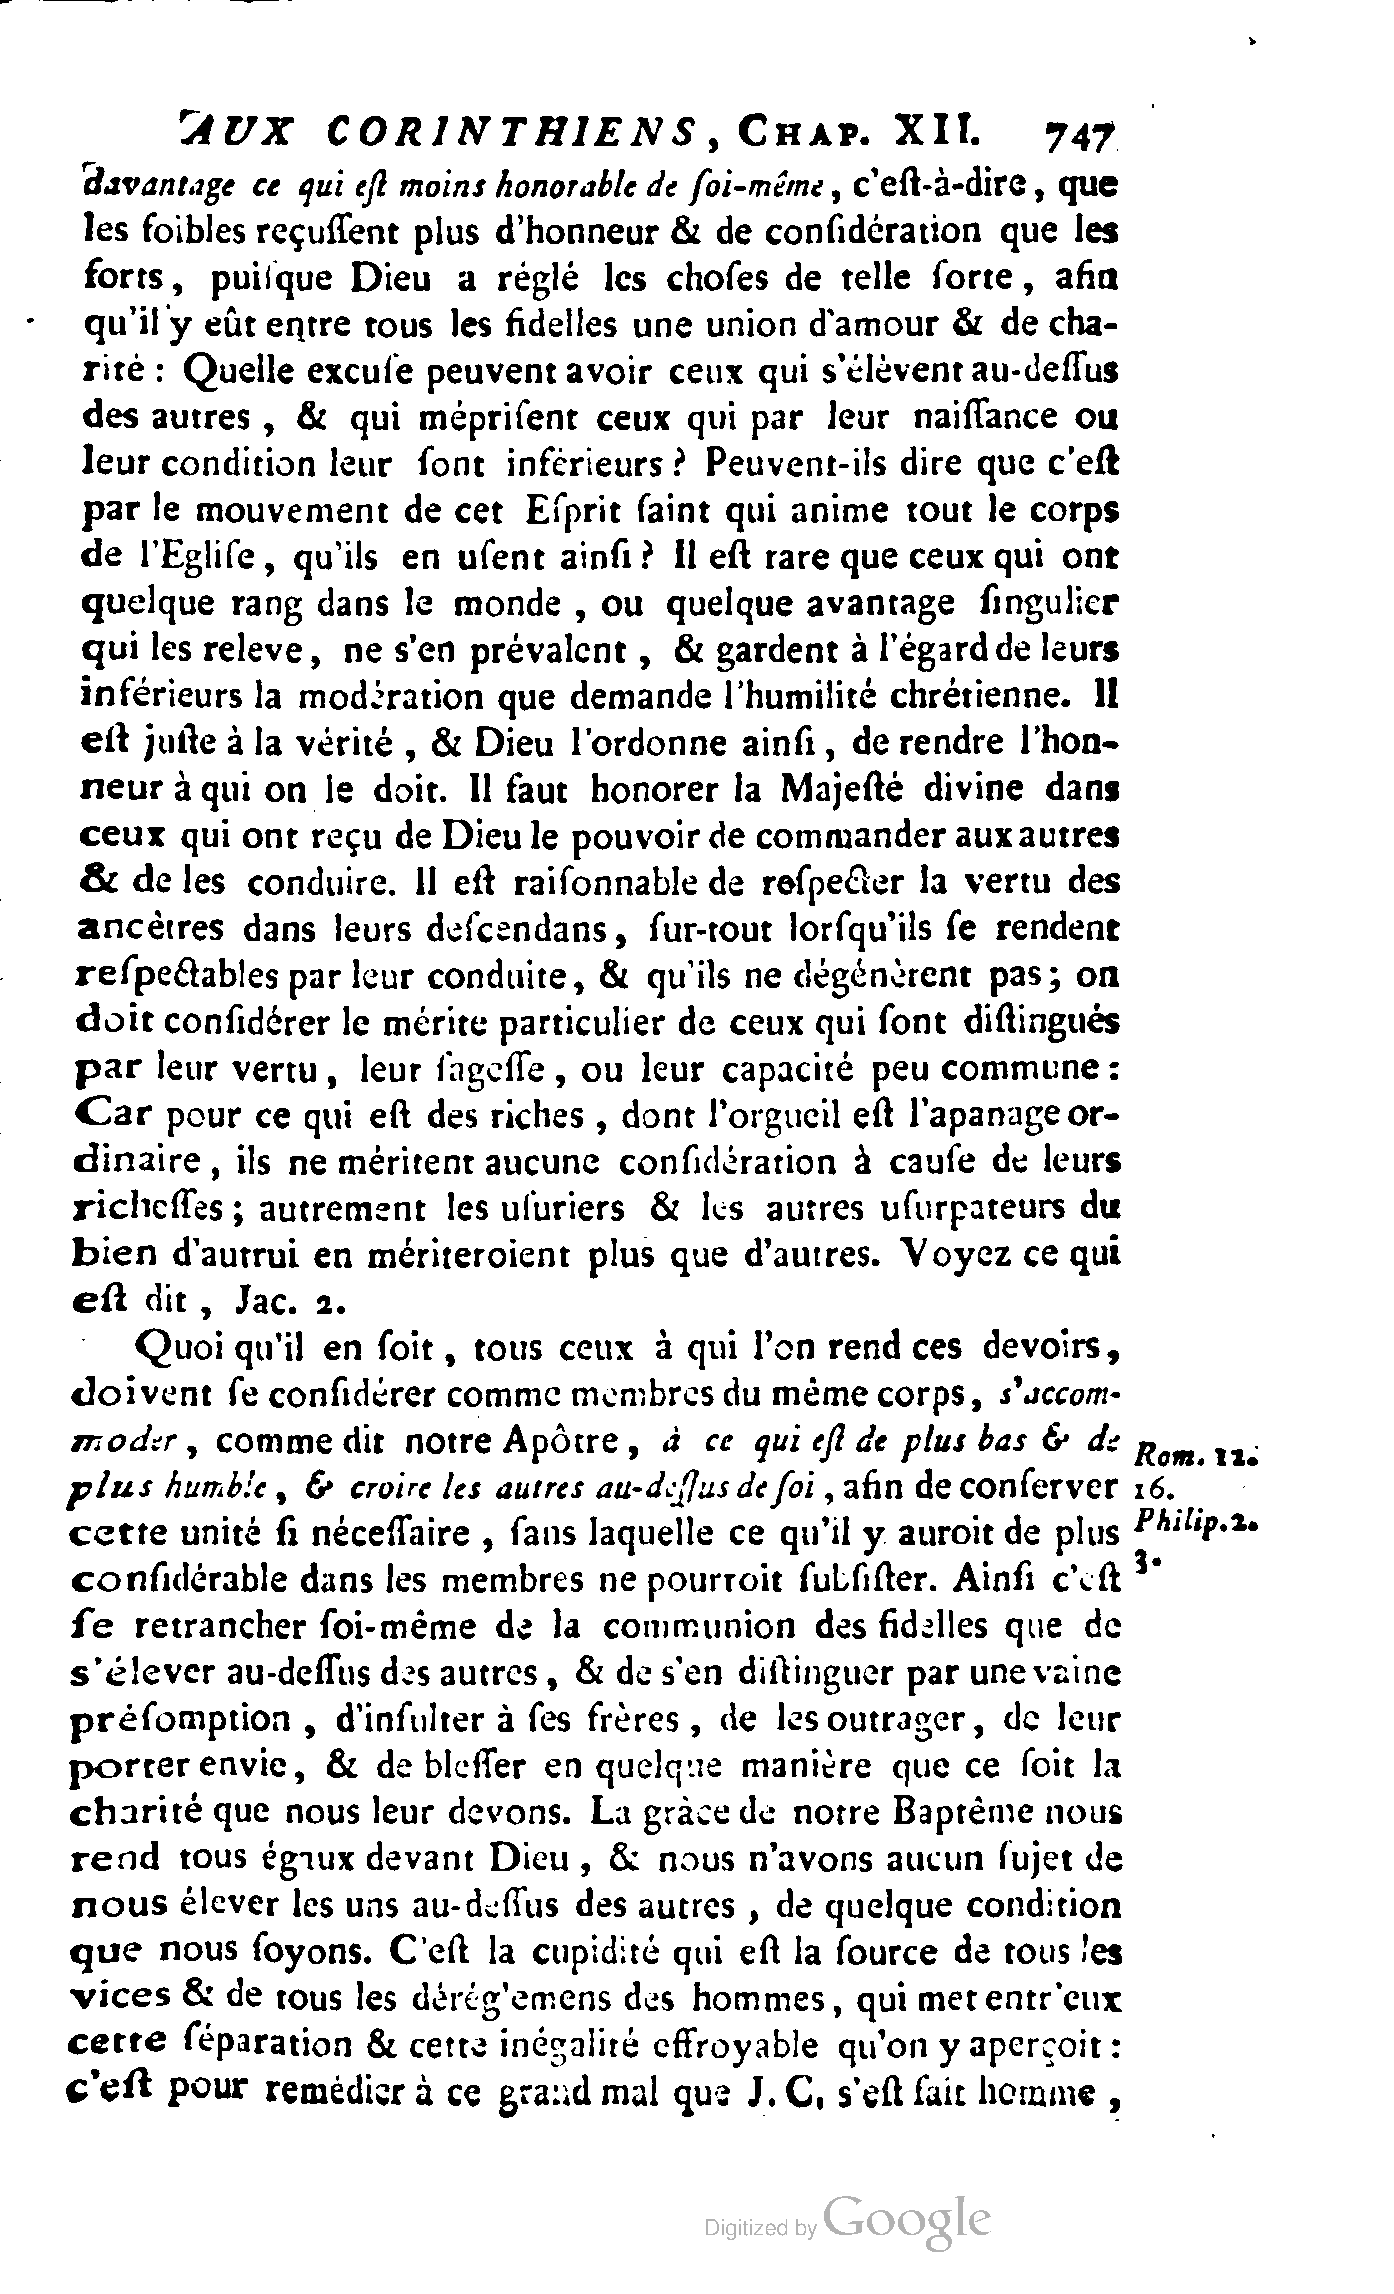 AUX CORINTHIENS, CHAP. XII. 747
davantage ce qui eſt moins honorable de ſoi-même, c'eſt-à-dire, que
les foibles reçuſſent plus d'honneur & de conſidération que les
forts, puiſque Dieu a réglé les choſes de telle ſorte, afin
qu'il y eût entre tous les fidelles une union d'amour & de cha-
rité : Quelle excuſe peuvent avoir ceux qui s'élèvent au-deſſus
des autres, & qui mépriſent ceux qui par leur naiſſance ou
leur condition leur ſont inférieurs ? Peuvent-ils dire que c'eſt
par le mouvement de cet Eſprit ſaint qui anime tout le corps
de l'Egliſe, qu'ils en uſent ainſi ? Il eſt rare que ceux qui ont
quelque rang dans le monde, ou quelque avantage ſingulier
qui les releve, ne s'en prévalent, & gardent à l'égard de leurs
inférieurs la modération que demande l'humilité chrétienne. Il
eſt juſte à la vérité, & Dieu l'ordonne ainſi, de rendre l'hon-
neur à qui on le doit. Il faut honorer la Majeſté divine dans
ceux qui ont reçu de Dieu le pouvoir de commander aux autres
& de les conduire. Il eſt raiſonnable de reſpecter la vertu des
ancètres dans leurs deſcendans, ſur-tout lorſqu'ils ſe rendent
reſpectables par leur conduite, & qu'ils ne dégénèrent pas; on
doit conſidérer le mérite particulier de ceux qui ſont diſtingués
par leur vertu, leur ſageſſe, ou leur capacité peu commune :
Car pour ce qui eſt des riches, dont l'orgueil eſt l'apanage or-
dinaire, ils ne méritent aucune conſidération à cauſe de leurs
richeſſes; autrement les uſuriers & les autres uſurpateurs du
bien d'autrui en mériteroient plus que d'autres. Voyez ce qui
eſt dit, Jac. 2.
Quoi qu'il en ſoit, tous ceux à qui l'on rend ces devoirs,
doivent ſe conſidérer comme membres du même corps, s'accom-
moder, comme dit notre Apôtre, à ce qui eſt de plus bas & de
Rom. 12.
plus humble, & croire les autres au-deſſus de ſoi, afin de conſerver
16.
cette unité ſi néceſſaire, ſans laquelle ce qu'il y auroit de plus
Philip. 2.
conſidérable dans les membres ne pourroit ſubſiſter. Ainſi c'eſt
3.
ſe retrancher ſoi-même de la communion des fidelles que de
s'élever au-deſſus des autres, & de s'en diſtinguer par une vaine
préſomption, d'inſulter à ſes frères, de les outrager, de leur
porter envie, & de bleſſer en quelque manière que ce ſoit la
charité que nous leur devons. La grâce de notre Baptême nous
rend tous égaux devant Dieu, & nous n'avons aucun ſujet de
nous élever les uns au-deſſus des autres, de quelque condition
que nous ſoyons. C'eſt la cupidité qui eſt la ſource de tous les
vices & de tous les déréglemens des hommes, qui met entr'eux
cette ſéparation & cette inégalité effroyable qu'on y aperçoit :
c'eſt pour remédier à ce grand mal que J. C. s'eſt fait homme,
Digitized by Google